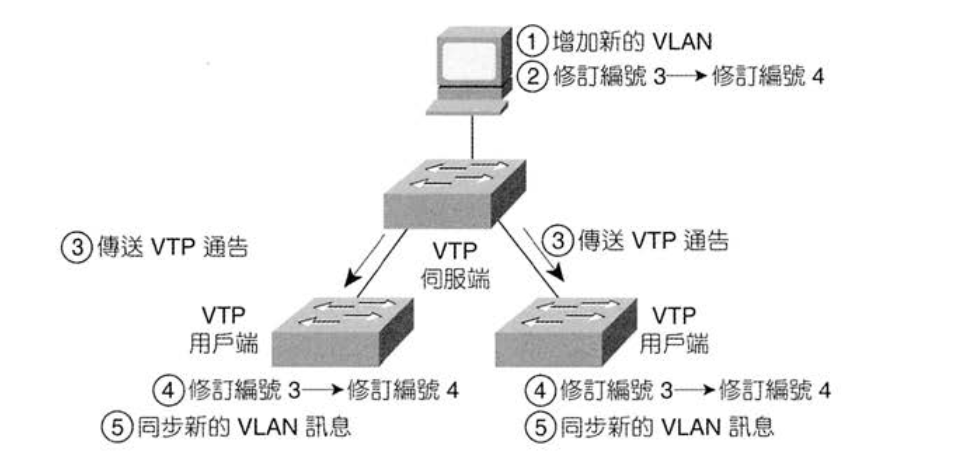 ①增加新的 VLAN
②修訂編號 3→修訂編號 4
③傳送 VTP 通告
VTP
伺服端
③傳送 VTP 通告
VTP
用戶端
VTP
用戶端
④修訂編號 3→修訂編號 4
⑤同步新的 VLAN 訊息
④修訂編號 3→修訂編號 4
⑤同步新的 VLAN 訊息